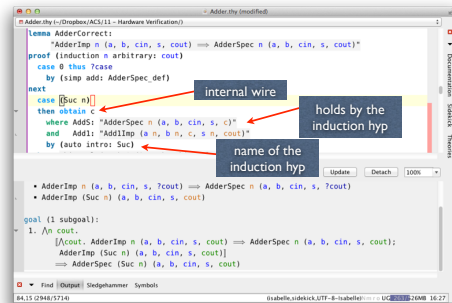 Adder.thy (modified)
Adder.thy (~/Dropbox/ACS/11 – Hardware Verification/)
lemma AdderCorrect:
"AdderImp n (a, b, cin, s, cout) ⟹ AdderSpec n (a, b, cin, s, cout)"
proof (induction n arbitrary: cout)
case 0 thus ?case
by (simp add: AdderSpec_def)
next
case (Suc n)
then obtain c
where AddS: "AdderSpec n (a, b, cin, s, c)"
and Add1: "Add1Imp (a n, b n, c, s n, cout)"
by (auto intro: Suc)
internal wire
holds by the
induction hyp
name of the
induction hyp
Documentation
Sidekick
Theories
Update
Detach
100%
• AdderImp n (a, b, cin, s, ?cout) ⟹ AdderSpec n (a, b, cin, s, ?cout)
• AdderImp (Suc n) (a, b, cin, s, cout)
goal (1 subgoal):
1. ⋀n cout.
⟦⋀cout. AdderImp n (a, b, cin, s, cout) ⟹ AdderSpec n (a, b, cin, s, cout);
AdderImp (Suc n) (a, b, cin, s, cout)⟧
⟹ AdderSpec (Suc n) (a, b, cin, s, cout)
Find Output Sledgehammer Symbols
84,15 (2948/5714)
(isabelle,sidekick,UTF-8-Isabelle)
16:27